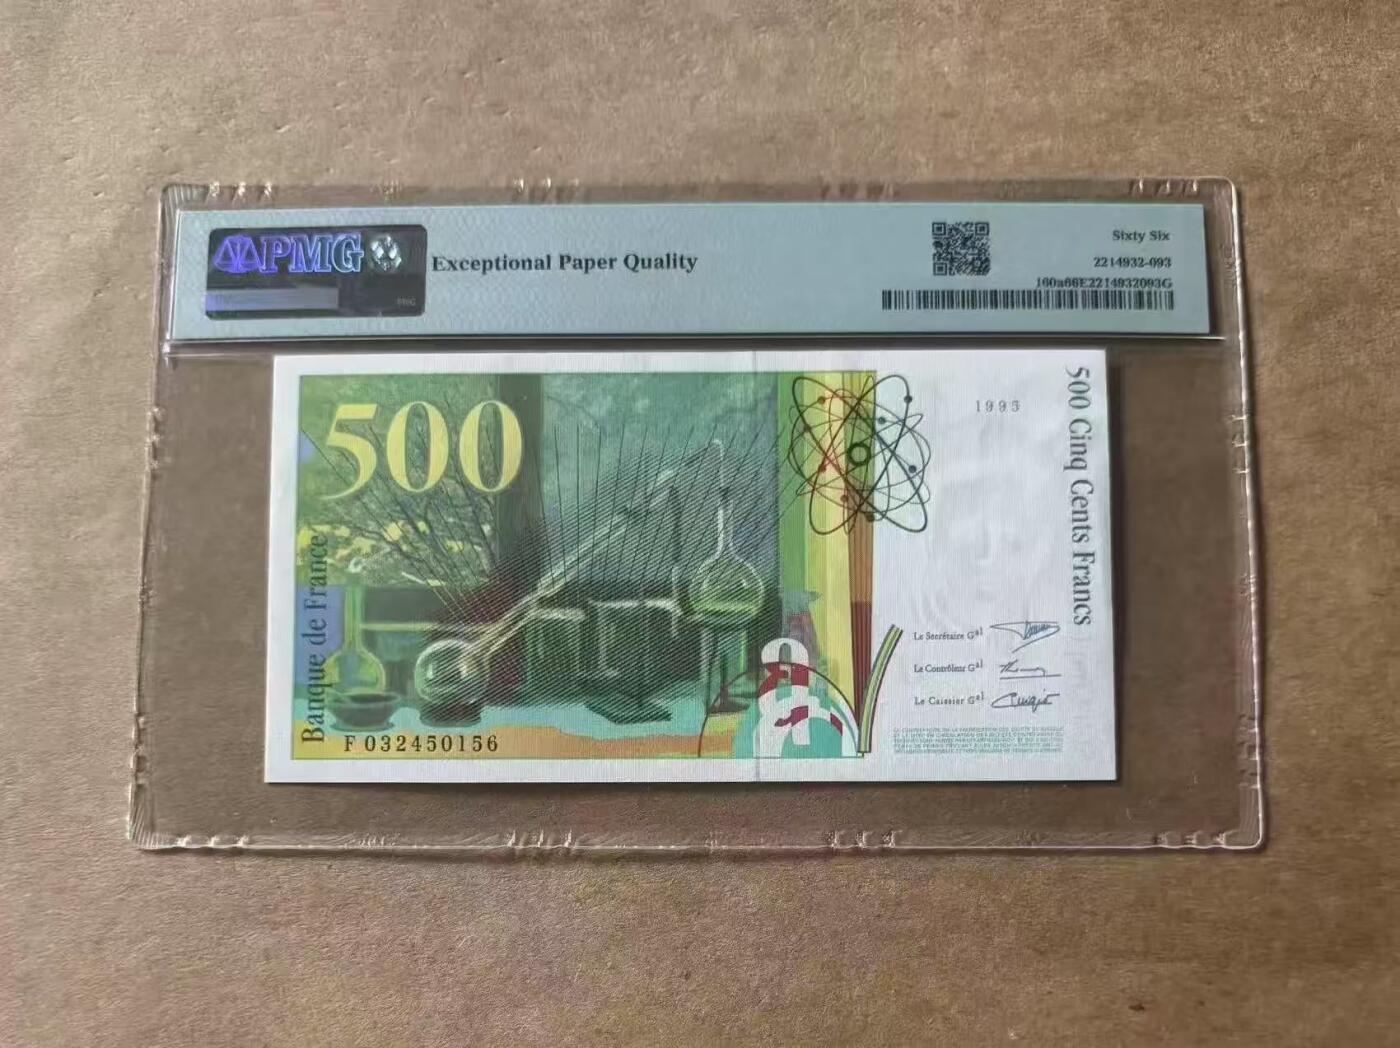 PMG
Exceptional Paper Quality
Sixty Six
2214932-093
160a66E2214932093G
500
1995
500 Cinq Cents Francs
Banque de France
Le Secrétaire Gal
Le Contrôleur Gal
Le Caissier Gal
F 032450156